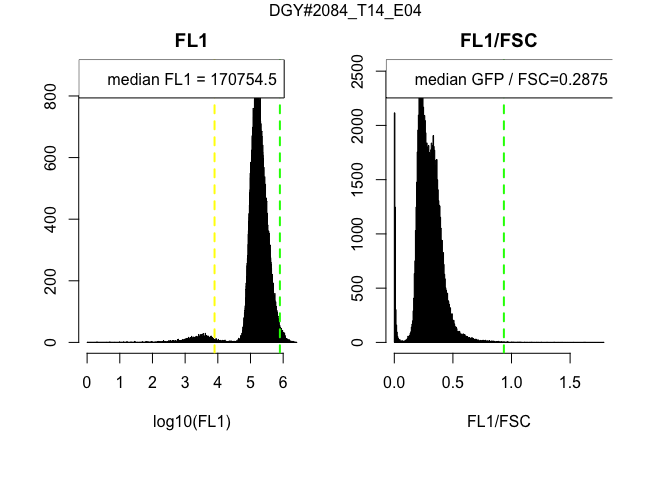 DGY#2084_T14_E04
FL1
FL1/FSC
median FL1 = 170754.5
median GFP / FSC=0.2875
800
600
400
200
0
2500
2000
1500
1000
500
0
0 1 2 3 4 5 6
0.0 0.5 1.0 1.5
log10(FL1)
FL1/FSC